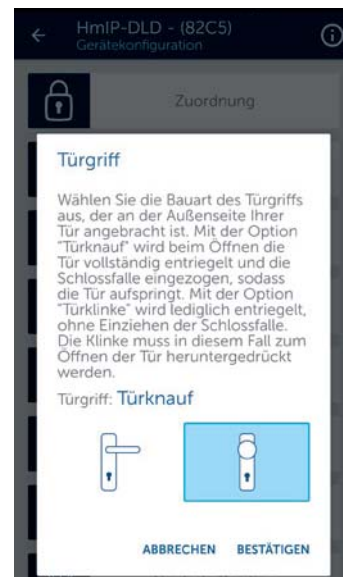 HmIP-DLD - (82C5)
Gerätekonfiguration
Zuordnung
Türgriff
Wählen Sie die Bauart des Türgriffs
aus, der an der Außenseite Ihrer
Tür angebracht ist. Mit der Option
"Türknauf" wird beim Öffnen die
Tür vollständig entriegelt und die
Schlossfalle eingezogen, sodass
die Tür aufspringt. Mit der Option
"Türklinke" wird lediglich entriegelt,
ohne Einziehen der Schlossfalle.
Die Klinke muss in diesem Fall zum
Öffnen der Tür heruntergedrückt
werden.
Türgriff: Türknauf
ABBRECHEN BESTÄTIGEN